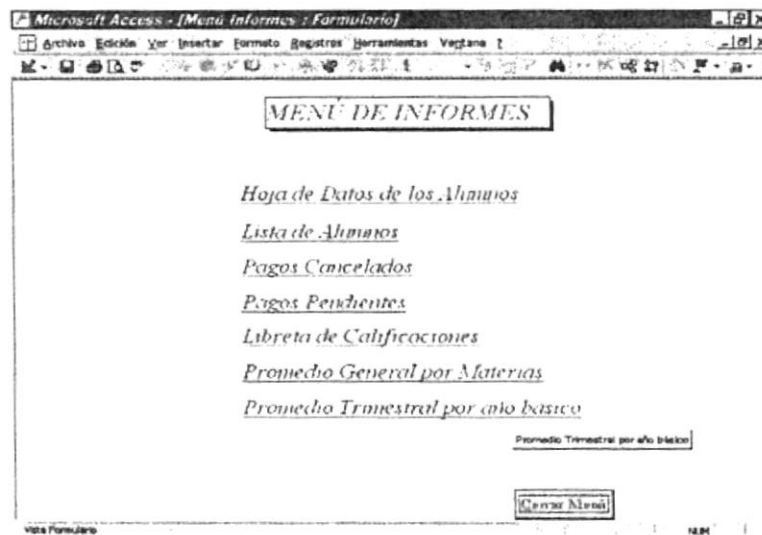 Microsoft Access - [Menú Informes : Formulario]
Archivo Edición Ver Insertar Formato Registros Herramientas Ventana ?
MENÚ DE INFORMES
Hoja de Datos de los Alumnos
Lista de Alumnos
Pagos Cancelados
Pagos Pendientes
Libreta de Calificaciones
Promedio General por Materias
Promedio Trimestral por año básico
Promedio Trimestral por año básico
Cerrar Menú
Vista Formulario
NUM